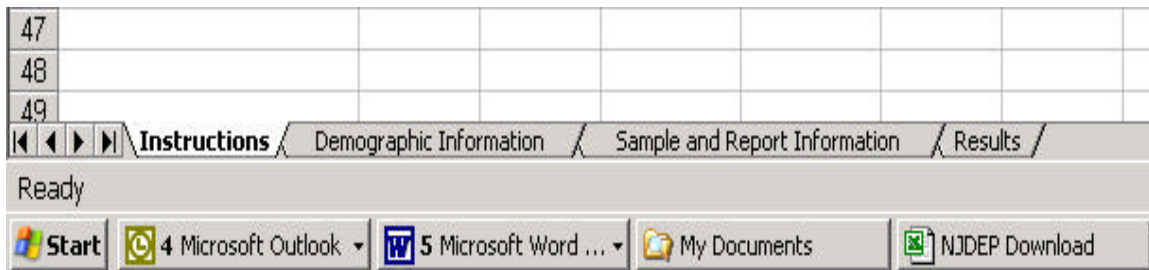 47
48
49
Instructions Demographic Information Sample and Report Information Results
Ready
Start 4 Microsoft Outlook W 5 Microsoft Word ... My Documents NJDEP Download